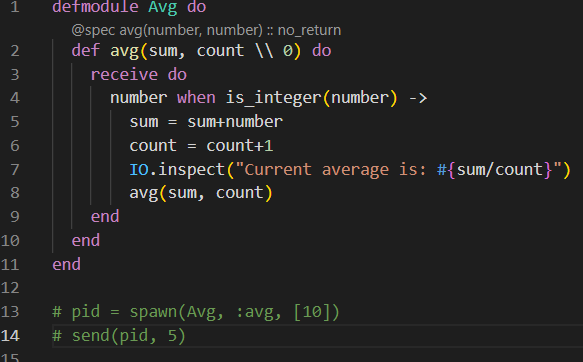 1 defmodule Avg do
@spec avg(number, number) :: no_return
2 def avg(sum, count \\ 0) do
3 receive do
4 number when is_integer(number) ->
5 sum = sum+number
6 count = count+1
7 IO.inspect("Current average is: #{sum/count}")
8 avg(sum, count)
9 end
10 end
11 end
12
13 # pid = spawn(Avg, :avg, [10])
14 # send(pid, 5)
15